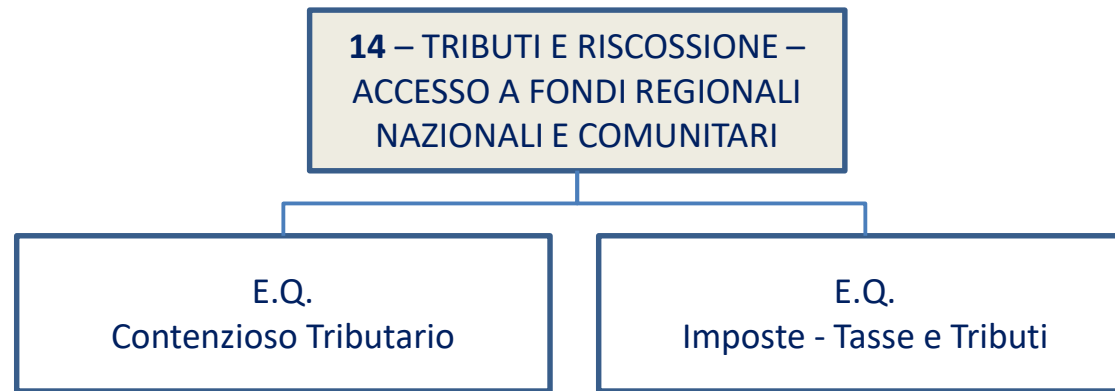 14 – TRIBUTI E RISCOSSIONE –
ACCESSO A FONDI REGIONALI
NAZIONALI E COMUNITARI
E.Q.
Contenzioso Tributario
E.Q.
Imposte - Tasse e Tributi